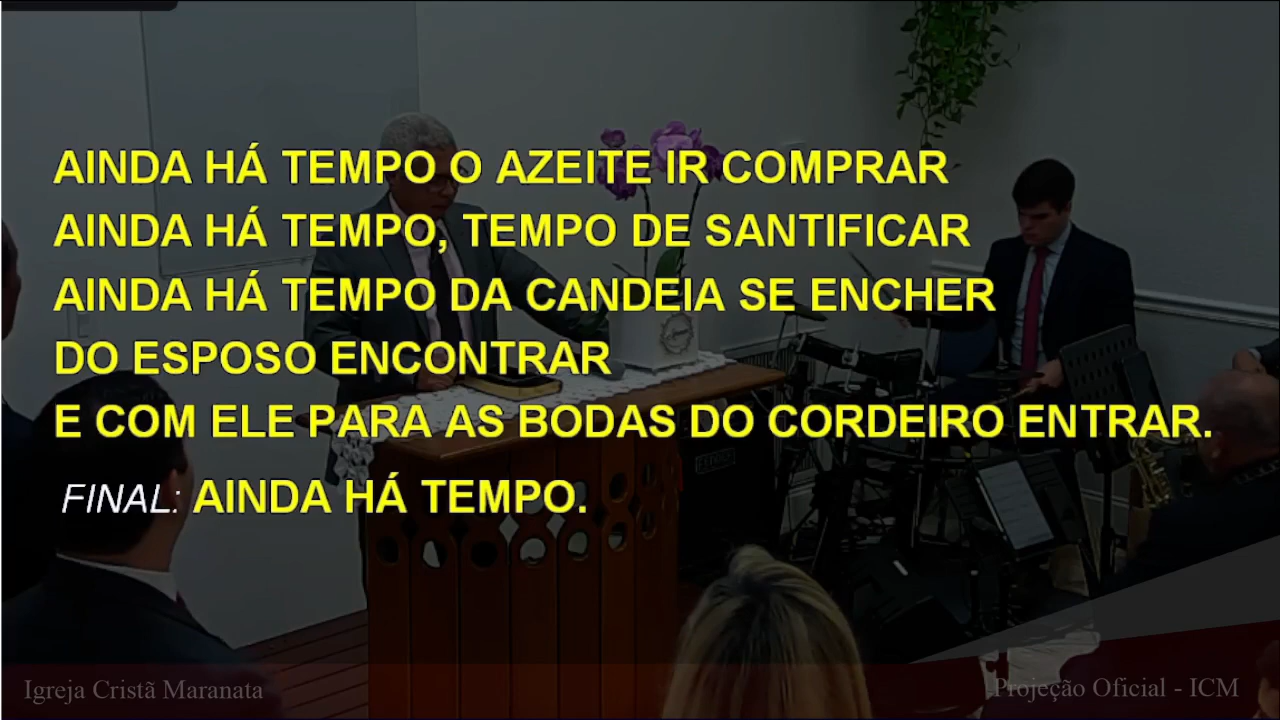 AINDA HÁ TEMPO O AZEITE IR COMPRAR
AINDA HÁ TEMPO, TEMPO DE SANTIFICAR
AINDA HÁ TEMPO DA CANDEIA SE ENCHER
DO ESPOSO ENCONTRAR
E COM ELE PARA AS BODAS DO CORDEIRO ENTRAR.
FINAL: AINDA HÁ TEMPO.
Igreja Cristã Maranata
Projeção Oficial - ICM